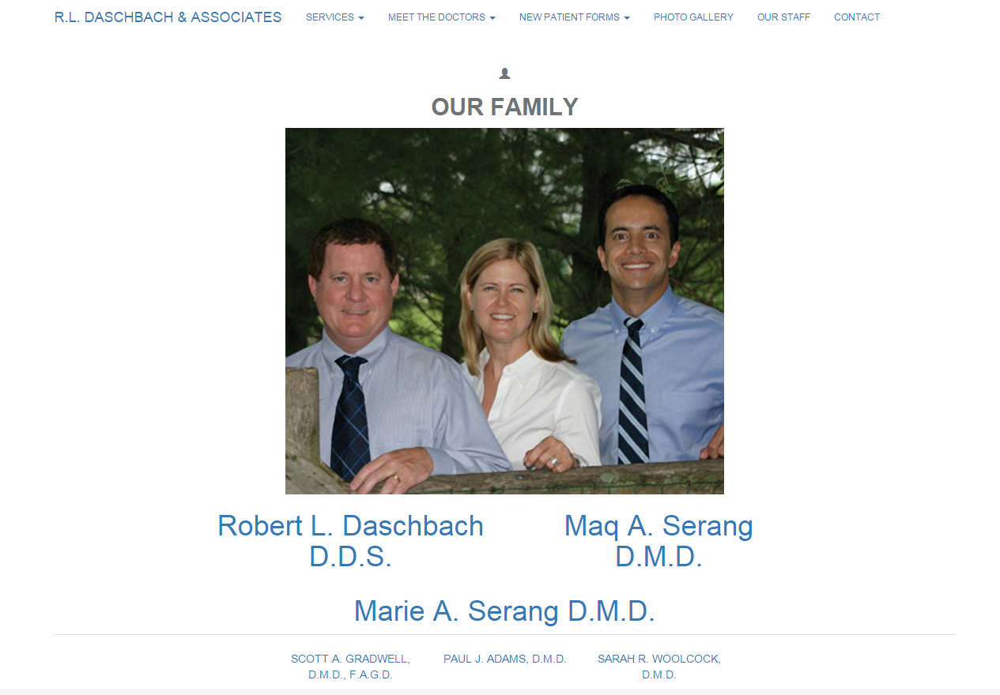 R.L. DASCHBACH & ASSOCIATES SERVICES MEET THE DOCTORS NEW PATIENT FORMS PHOTO GALLERY OUR STAFF CONTACT
OUR FAMILY
Robert L. Daschbach
D.D.S.
Maq A. Serang
D.M.D.
Marie A. Serang D.M.D.
SCOTT A. GRADWELL,
D.M.D., F.A.G.D.
PAUL J. ADAMS, D.M.D.
SARAH R. WOOLCOCK,
D.M.D.